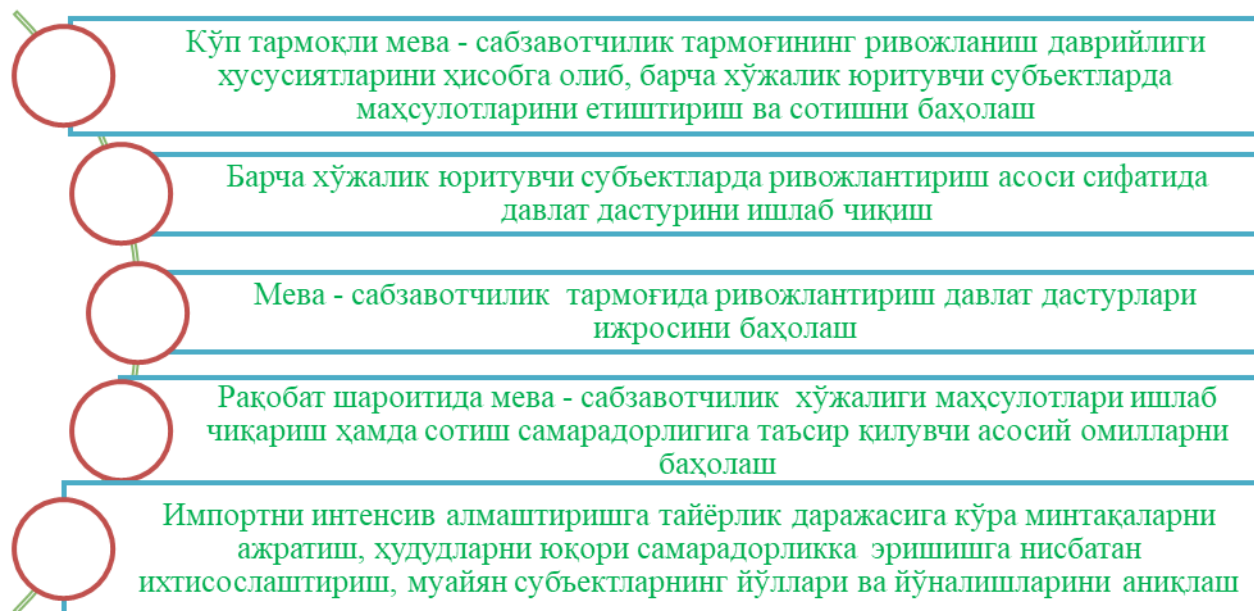 Кўп тармоқли мева - сабзавотчилик тармоғининг ривожланиш даврийлиги
хусусиятларини ҳисобга олиб, барча хўжалик юритувчи субъектларда
маҳсулотларини етиштириш ва сотишни баҳолаш
Барча хўжалик юритувчи субъектларда ривожлантириш асоси сифатида
давлат дастурини ишлаб чиқиш
Мева - сабзавотчилик тармоғида ривожлантириш давлат дастурлари
ижросини баҳолаш
Рақобат шароитида мева - сабзавотчилик хўжалиги маҳсулотлари ишлаб
чиқариш ҳамда сотиш самарадорлигига таъсир қилувчи асосий омилларни
баҳолаш
Импортни интенсив алмаштиришга тайёрлик даражасига кўра минтақаларни
ажратиш, ҳудудларни юқори самарадорликка эришишга нисбатан
ихтисослаштириш, муайян субъектларнинг йўллари ва йўналишларини аниқлаш